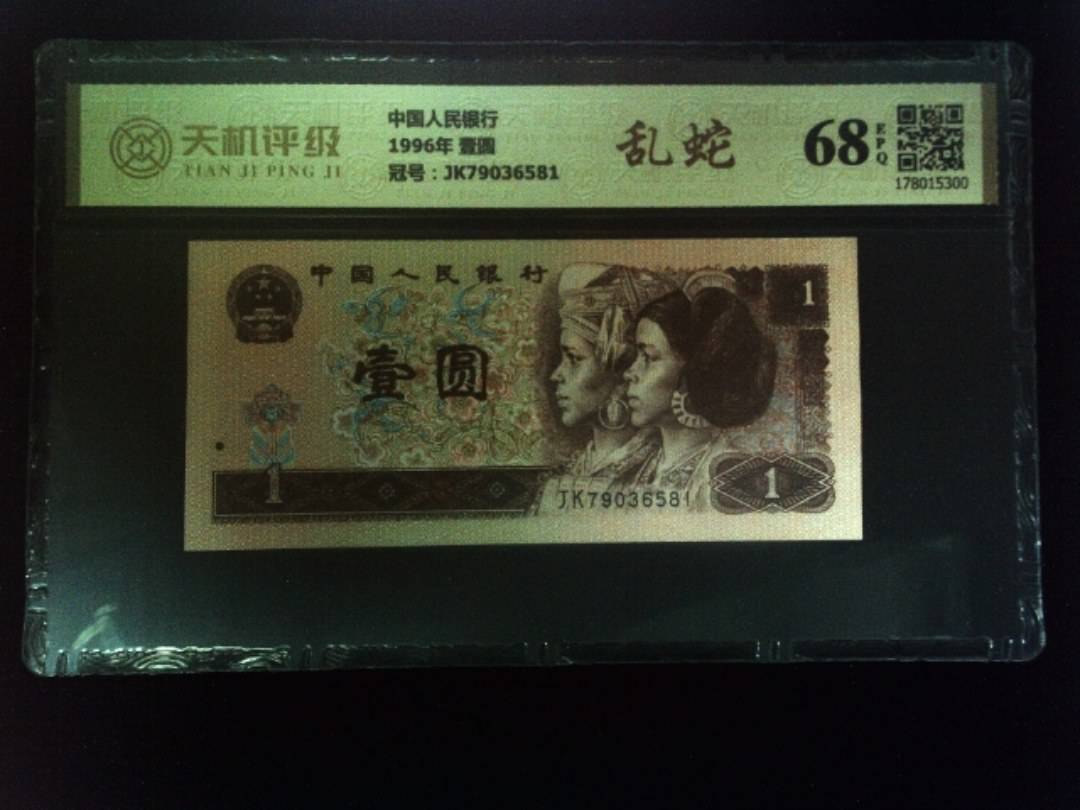 天机评级
TIAN JI PING JI
中国人民银行
1996年 壹圆
冠号：JK79036581
乱蛇
68
EPQ
178015300
中国人民银行
1
壹圆
1
JK79036581
1